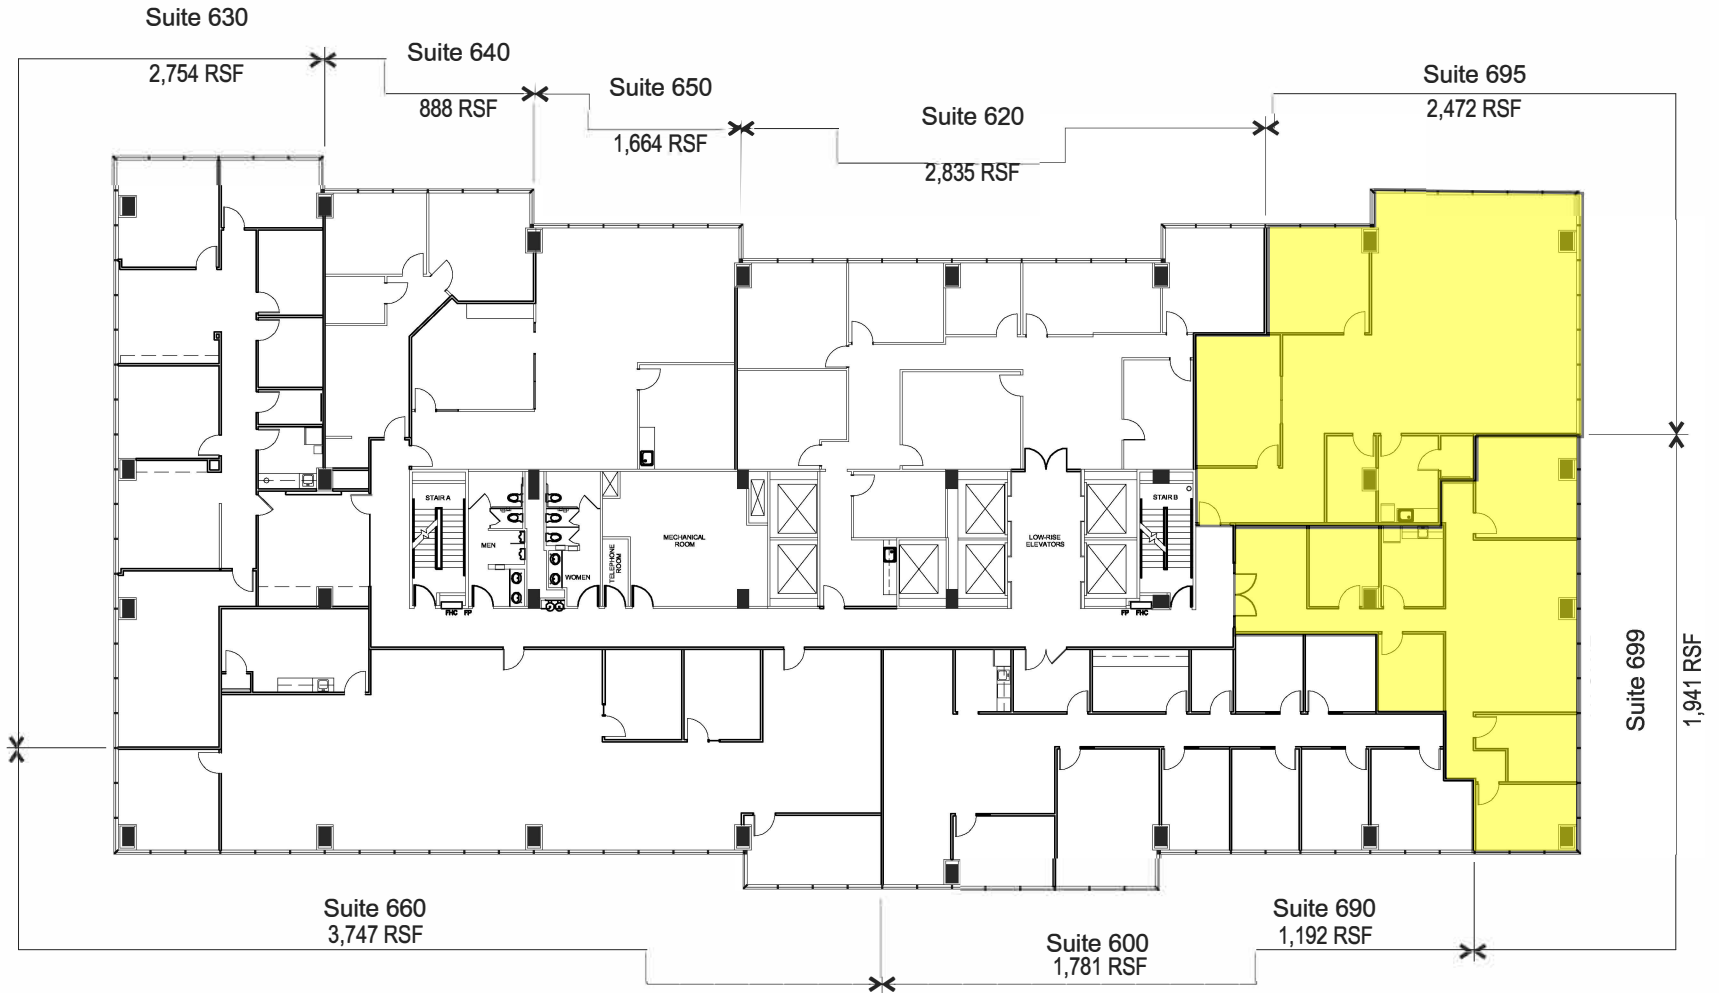 Suite 630
2,754 RSF
Suite 640
888 RSF
Suite 650
1,664 RSF
Suite 620
2,835 RSF
Suite 695
2,472 RSF
STAIR A
MEN
WOMEN
TELEPHONE
ROOM
MECHANICAL
ROOM
LOW-RISE
ELEVATORS
STAIR B
FHC
FP
FP
FHC
Suite 699
1,941 RSF
Suite 660
3,747 RSF
Suite 600
1,781 RSF
Suite 690
1,192 RSF